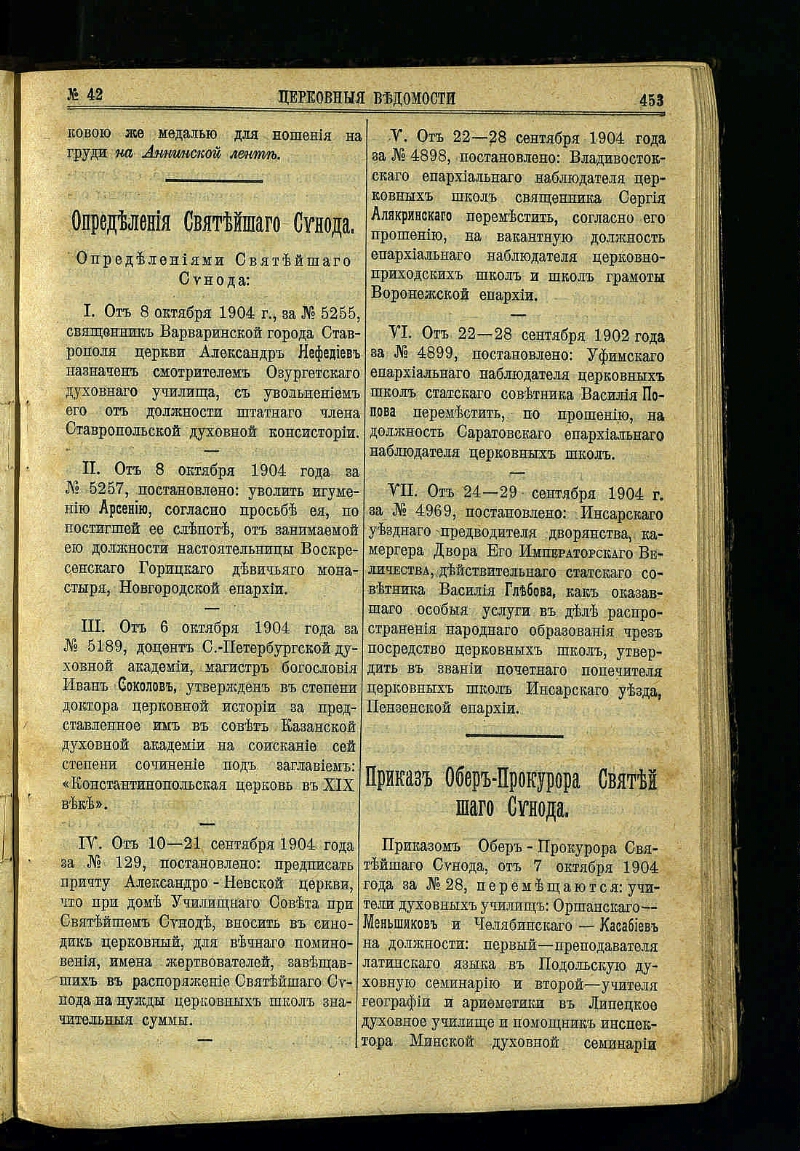 № 42
ЦЕРКОВНЫЯ ВѢДОМОСТИ
453
ковою же медалью для ношенія на
груди на Аннинской лентѣ.
Опредѣленія Святѣйшаго Сѵнода.
Опредѣленіями Святѣйшаго
Сѵнода:
I. Отъ 8 октября 1904 г., за № 5255,
священникъ Варваринской города Став-
рополя церкви Александръ Нефедіевъ
назначенъ смотрителемъ Озургетскаго
духовнаго училища, съ увольненіемъ
его отъ должности штатнаго члена
Ставропольской духовной консисторіи.
II. Отъ 8 октября 1904 года за
№ 5257, постановлено: уволить игуме-
нію Арсенію, согласно просьбѣ ея, по
постигшей ее слѣпотѣ, отъ занимаемой
ею должности настоятельницы Воскре-
сенскаго Горицкаго дѣвичьяго мона-
стыря, Новгородской епархіи.
III. Отъ 6 октября 1904 года за
№ 5189, доцентъ С.-Петербургской ду-
ховной академіи, магистръ богословія
Иванъ Соколовъ, утвержденъ въ степени
доктора церковной исторіи за пред-
ставленное имъ въ совѣтъ Казанской
духовной академіи на соисканіе сей
степени сочиненіе подъ заглавіемъ:
«Константинопольская церковь въ XIX
вѣкѣ».
IV. Отъ 10—21 сентября 1904 года
за № 129, постановлено: предписать
причту Александро-Невской церкви,
что при домѣ Училищнаго Совѣта при
Святѣйшемъ Сѵнодѣ, вносить въ сино-
дикъ церковный, для вѣчнаго помино-
венія, имена жертвователей, завѣщав-
шихъ въ распоряженіе Святѣйшаго Сѵ-
нода на нужды церковныхъ школъ зна-
чительныя суммы.
V. Отъ 22—28 сентября 1904 года
за № 4898, постановлено: Владивосток-
скаго епархіальнаго наблюдателя цер-
ковныхъ школъ священника Сергія
Алякринскаго перемѣстить, согласно его
прошенію, на вакантную должность
епархіальнаго наблюдателя церковно-
приходскихъ школъ и школъ грамоты
Воронежской епархіи.
VI. Отъ 22—28 сентября 1902 года
за № 4899, постановлено: Уфимскаго
епархіальнаго наблюдателя церковныхъ
школъ статскаго совѣтника Василія По-
пова перемѣстить, по прошенію, на
должность Саратовскаго епархіальнаго
наблюдателя церковныхъ школъ.
VII. Отъ 24—29 сентября 1904 г.
за № 4969, постановлено: Инсарскаго
уѣзднаго предводителя дворянства, ка-
мергера Двора Его Императорскаго Ве-
личества, дѣйствительнаго статскаго со-
вѣтника Василія Глѣбова, какъ оказав-
шаго особыя услуги въ дѣлѣ распро-
страненія народнаго образованія чрезъ
посредство церковныхъ школъ, утвер-
дить въ званіи почетнаго попечителя
церковныхъ школъ Инсарскаго уѣзда,
Пензенской епархіи.
Приказъ Оберъ-Прокурора Святѣй
шаго Сѵнода.
Приказомъ Оберъ-Прокурора Свя-
тѣйшаго Сѵнода, отъ 7 октября 1904
года за № 28, перемѣщаются: учи-
тели духовныхъ училищъ: Оршанскаго—
Меньшиковъ и Челябинскаго — Касабіевъ
на должности: первый—преподавателя
латинскаго языка въ Подольскую ду-
ховную семинарію и второй—учителя
географіи и ариѳметики въ Липецкое
духовное училище и помощникъ инспек-
тора Минской духовной семинаріи